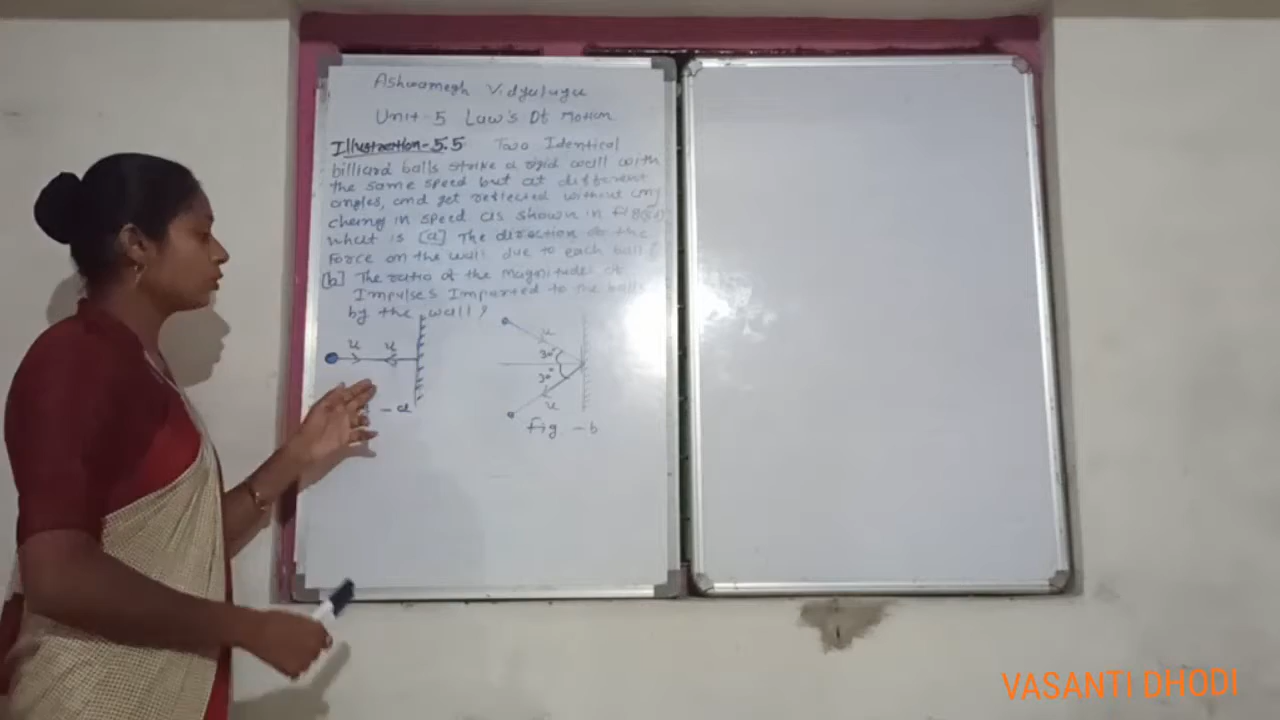 Ashwamegh Vidyalaya
Unit-5 Law's Of Motion
Illustraction-5.5 Two Identical
billiard balls strike a rigid wall with
the same speed but at different
angles, and get reflected without any
chang in speed as shown in fig
what is [a] The direction of the
Force on the wall due to each ball?
[b] The ratio of the magnitudes of
Impulses Imparted to the balls
by the wall?
u u
- a
u
30°
30°
u
fig - b
VASANTI DHODI